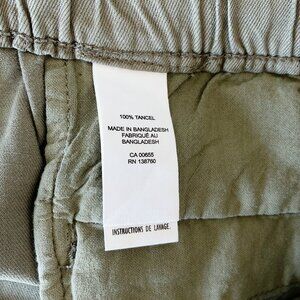 100% TANCEL
MADE IN BANGLADESH
FABRIQUÉ AU
BANGLADESH
CA 00655
RN 138760
INSTRUCTIONS DE LAVAGE.